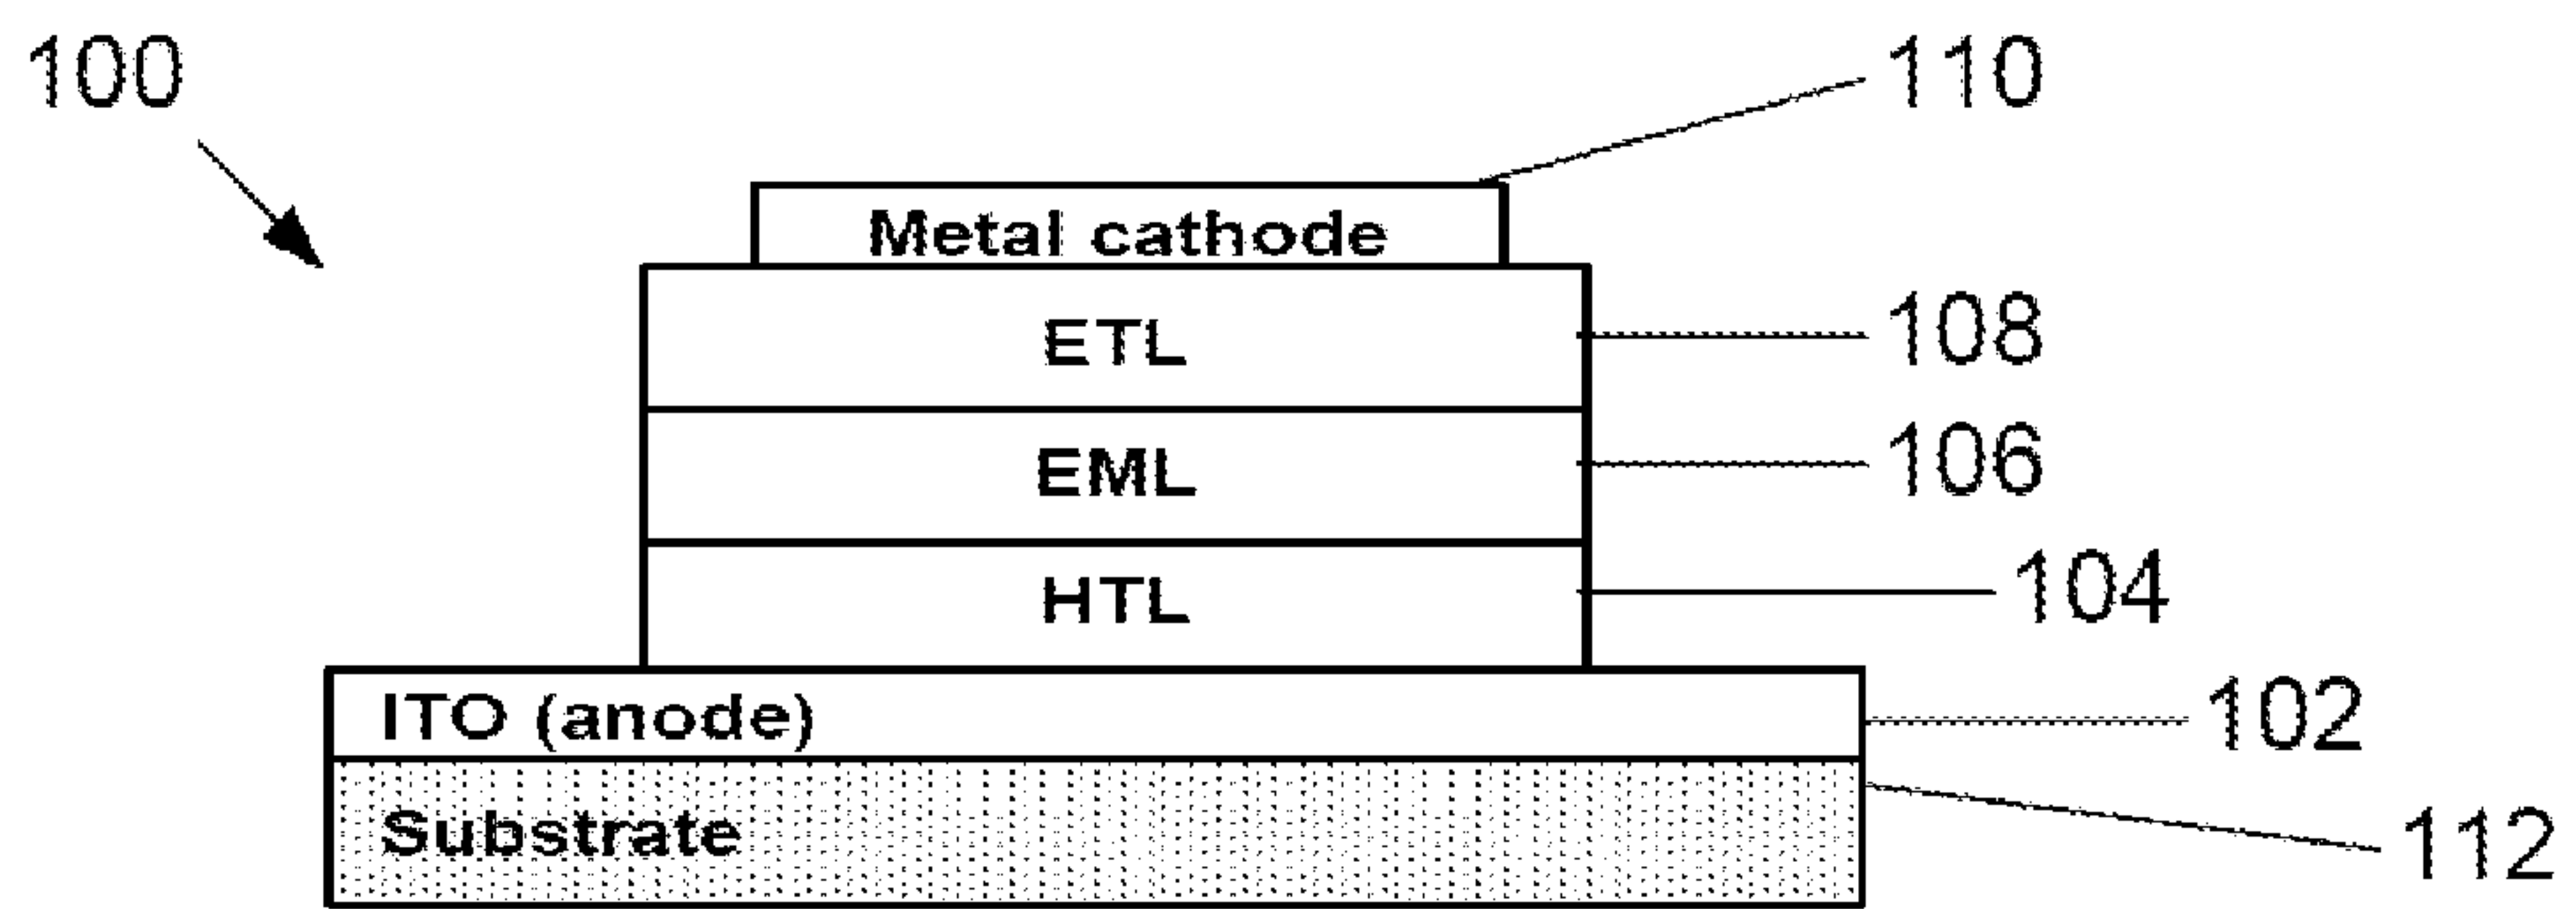 100
110
Metal cathode
ETL
108
EML
106
HTL
104
ITO (anode)
102
Substrate
112